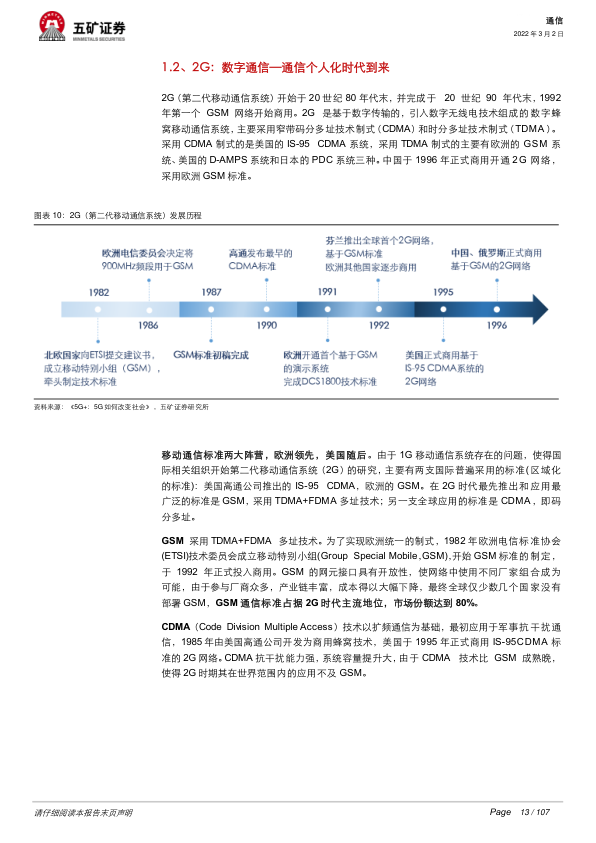 五矿证券
MINMETALS SECURITIES
通信
2022 年 3 月 2 日
1.2、2G：数字通信—通信个人化时代到来
2G（第二代移动通信系统）开始于 20 世纪 80 年代末，并完成于 20 世纪 90 年代末，1992
年第一个 GSM 网络开始商用。2G 是基于数字传输的，引入数字无线电技术组成的数字蜂
窝移动通信系统，主要采用窄带码分多址技术制式（CDMA）和时分多址技术制式（TDMA）。
采用 CDMA 制式的是美国的 IS-95 CDMA 系统，采用 TDMA 制式的主要有欧洲的 GSM 系
统、美国的 D-AMPS 系统和日本的 PDC 系统三种。中国于 1996 年正式商用开通 2G 网络，
采用欧洲 GSM 标准。
图表 10：2G（第二代移动通信系统）发展历程
欧洲电信委员会决定将
900MHz频段用于GSM
高通发布最早的
CDMA标准
芬兰推出全球首个2G网络，
基于GSM标准
欧洲其他国家逐步商用
中国、俄罗斯正式商用
基于GSM的2G网络
1982
1987
1991
1995
1986
1990
1992
1996
北欧国家向ETSI提交建议书，
成立移动特别小组（GSM），
牵头制定技术标准
GSM标准初稿完成
欧洲开通首个基于GSM
的演示系统
完成DCS1800技术标准
美国正式商用基于
IS-95 CDMA系统的
2G网络
资料来源：《5G+：5G 如何改变社会》，五矿证券研究所
移动通信标准两大阵营，欧洲领先，美国随后。由于 1G 移动通信系统存在的问题，使得国
际相关组织开始第二代移动通信系统（2G）的研究，主要有两支国际普遍采用的标准（区域化
的标准）：美国高通公司推出的 IS-95 CDMA，欧洲的 GSM。在 2G 时代最先推出和应用最
广泛的标准是 GSM，采用 TDMA+FDMA 多址技术；另一支全球应用的标准是 CDMA，即码
分多址。
GSM 采用 TDMA+FDMA 多址技术。为了实现欧洲统一的制式，1982 年欧洲电信标准协会
(ETSI)技术委员会成立移动特别小组(Group Special Mobile,GSM)，开始 GSM 标准的制定，
于 1992 年正式投入商用。GSM 的网元接口具有开放性，使网络中使用不同厂家组合成为
可能，由于参与厂商众多，产业链丰富，成本得以大幅下降，最终全球仅少数几个国家没有
部署 GSM，GSM 通信标准占据 2G 时代主流地位，市场份额达到 80%。
CDMA（Code Division Multiple Access）技术以扩频通信为基础，最初应用于军事抗干扰通
信，1985 年由美国高通公司开发为商用蜂窝技术，美国于 1995 年正式商用 IS-95CDMA 标
准的 2G 网络。CDMA 抗干扰能力强，系统容量提升大，由于 CDMA 技术比 GSM 成熟晚，
使得 2G 时期其在世界范围内的应用不及 GSM。
请仔细阅读本报告末页声明
Page 13 / 107